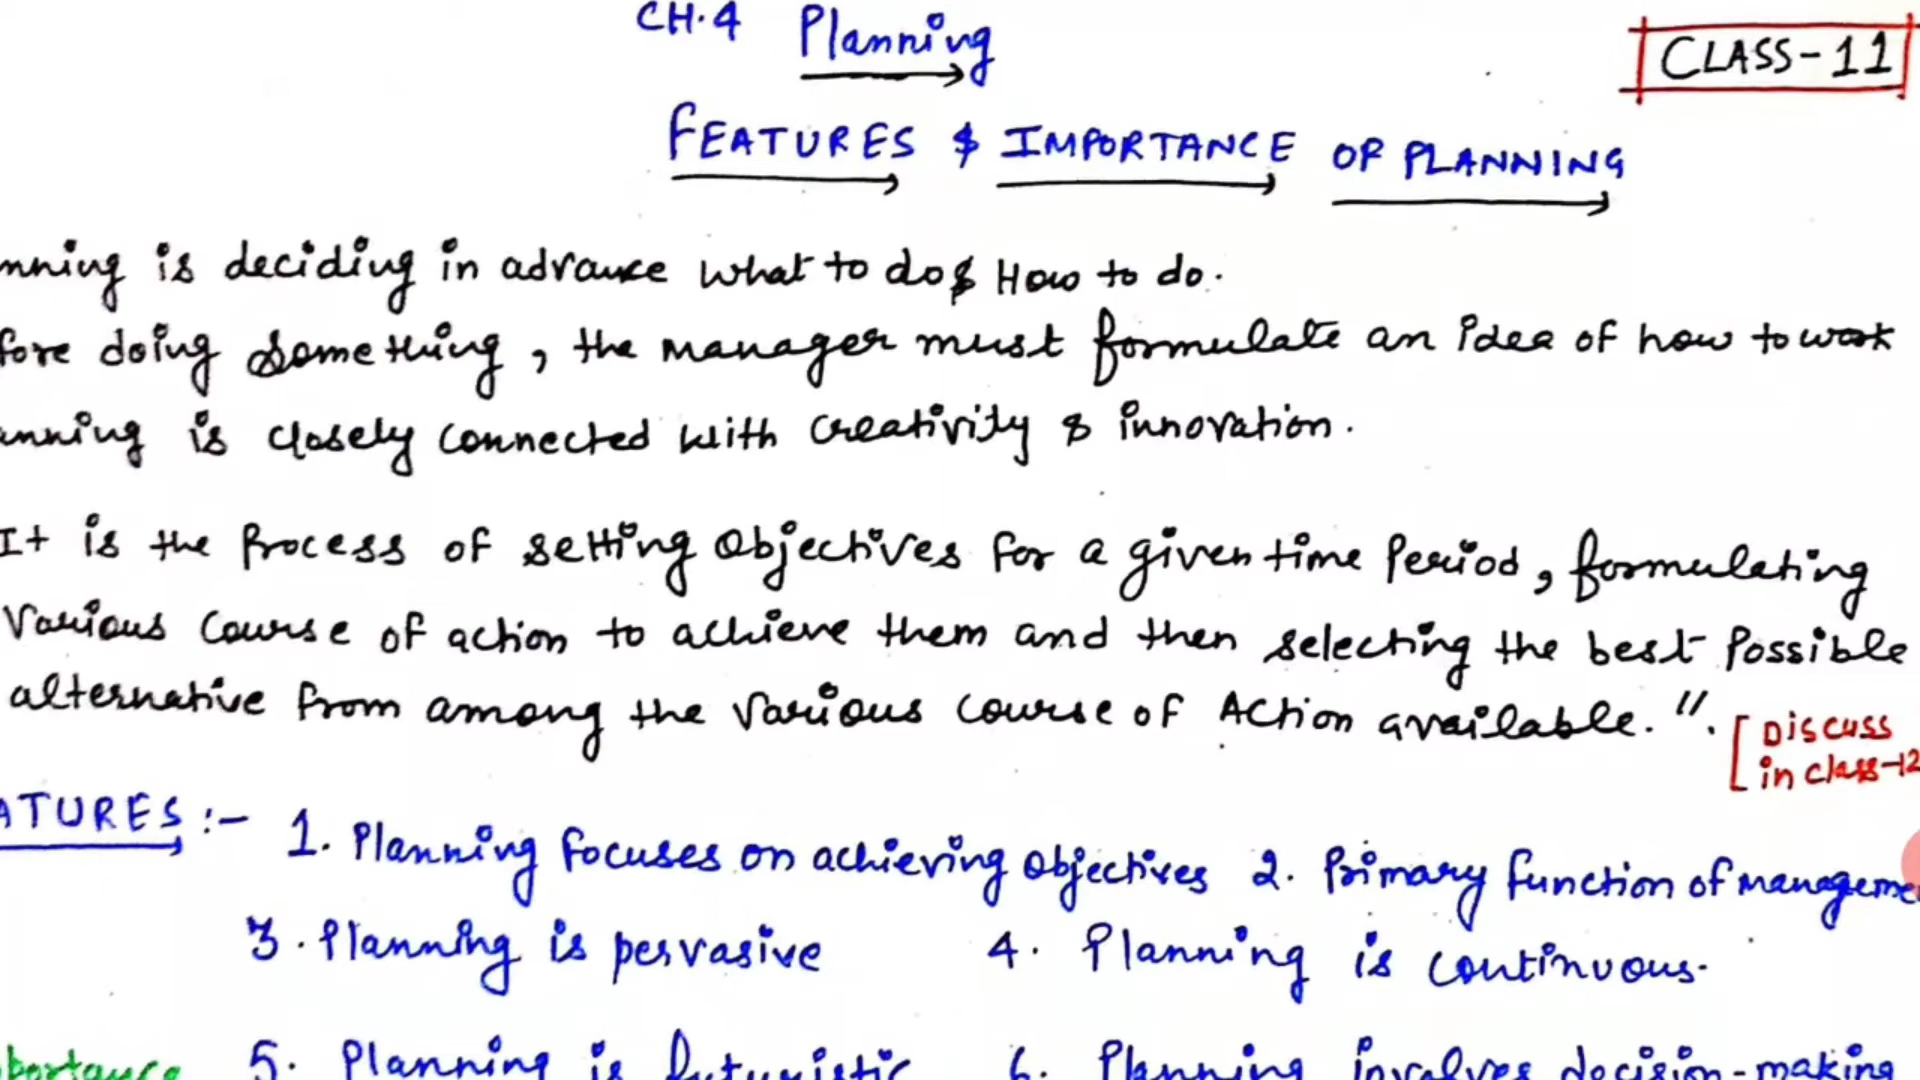 CH.4 Planning
CLASS-11
FEATURES & IMPORTANCE OF PLANNING
nning is deciding in advance what to do & How to do.
fore doing something, the manager must formulate an idea of how to work
anning is closely connected with creativity & innovation.
It is the Process of setting objectives for a given time Period, formulating
Various course of action to achieve them and then selecting the best Possible
alternative from among the various course of Action available.".
[Discuss
in class-12
ATURES :- 1. Planning focuses on achieving objectives 2. Primary function of manageme
3. Planning is pervasive 4. Planning is continuous.
portance 5. Planning is futuristic 6. Planning involves decision-making